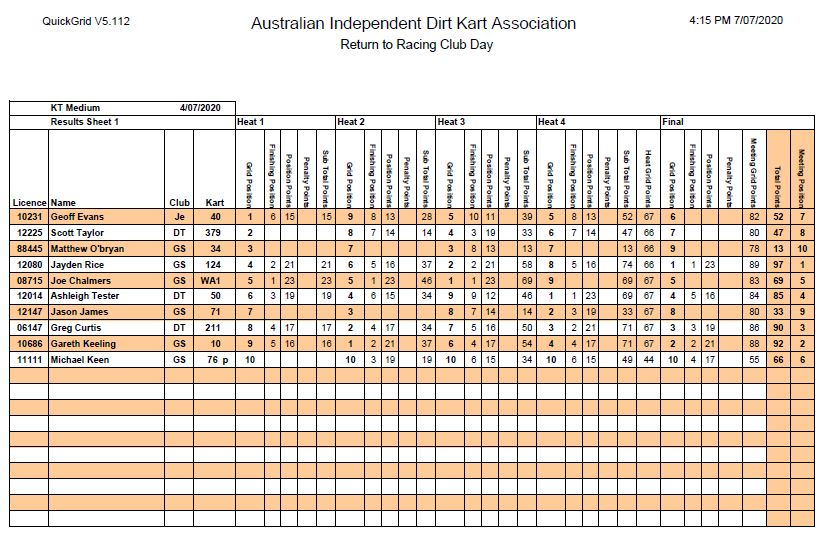 QuickGrid V5.112 Australian Independent Dirt Kart Association 4:15 PM 7/07/2020
Return to Racing Club Day
KT Medium 4/07/2020
Results Sheet 1 Heat 1 Heat 2 Heat 3 Heat 4 Final
Licence Name Club Kart Grid Position Finishing Position Position Points Penalty Points Sub Total Points Grid Position Finishing Position Position Points Penalty Points Sub Total Points Grid Position Finishing Position Position Points Penalty Points Sub Total Points Grid Position Finishing Position Position Points Penalty Points Sub Total Points Heat Grid Points Grid Position Finishing Position Position Points Penalty Points Meeting Grid Points Total Points Meeting Position
10231 Geoff Evans Je 40 1 6 15 15 9 8 13 28 5 10 11 39 5 8 13 52 67 6 82 52 7
12225 Scott Taylor DT 379 2 8 7 14 14 4 3 19 33 6 7 14 47 66 7 80 47 8
88445 Matthew O'bryan GS 34 3 7 3 8 13 13 7 13 66 9 78 13 10
12080 Jayden Rice GS 124 4 2 21 21 5 5 16 37 2 2 21 58 8 5 16 74 66 1 1 23 89 97 1
08715 Joe Chalmers GS WA1 5 1 23 23 5 1 23 46 1 1 23 69 9 69 67 5 83 69 5
12014 Ashleigh Tester DT 50 6 3 19 19 4 6 15 34 9 9 12 46 1 1 23 69 67 4 5 16 84 85 4
12147 Jason James GS 71 7 3 8 7 14 14 2 3 19 33 67 8 80 33 9
06147 Greg Curtis DT 211 8 4 17 17 2 4 17 34 7 5 16 50 3 2 21 71 67 3 3 19 86 90 3
10686 Gareth Keeling GS 10 9 5 16 16 1 2 21 37 6 4 17 54 4 4 17 71 67 2 2 21 88 92 2
11111 Michael Keen GS 76 p 10 10 3 19 19 10 6 15 34 10 6 15 49 44 10 4 17 55 66 6